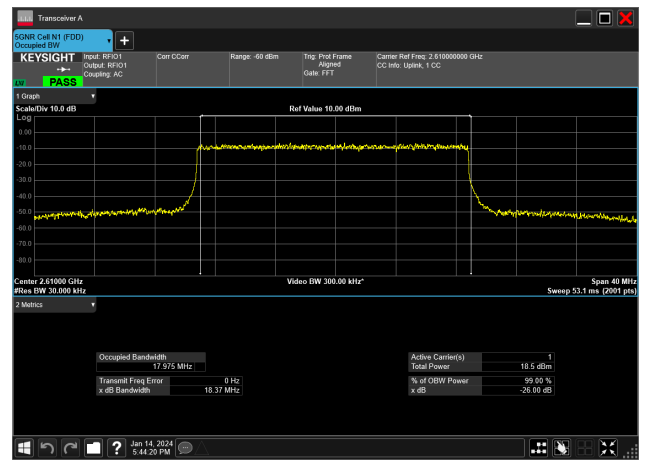 Transceiver A
5GNR Cell N1 (FDD)
Occupied BW
KEYSIGHT Input: RFIO1 Corr CCorr Range: -60 dBm Trig: Prot Frame Carrier Ref Freq: 2.610000000 GHz
Output: RFIO1 Aligned CC Info: Uplink, 1 CC
Coupling: AC Gate: FFT
PASS
1 Graph
Scale/Div 10.0 dB Ref Value 10.00 dBm
Log
0.00
-10.0
-20.0
-30.0
-40.0
-50.0
-60.0
-70.0
-80.0
Center 2.61000 GHz Video BW 300.00 kHz* Span 40 MHz
#Res BW 30.000 kHz Sweep 53.1 ms (2001 pts)
2 Metrics
Occupied Bandwidth Active Carrier(s) 1
17.975 MHz Total Power 18.5 dBm
Transmit Freq Error 0 Hz % of OBW Power 99.00 %
x dB Bandwidth 18.37 MHz x dB -26.00 dB
? Jan 14, 2024
5:44:20 PM